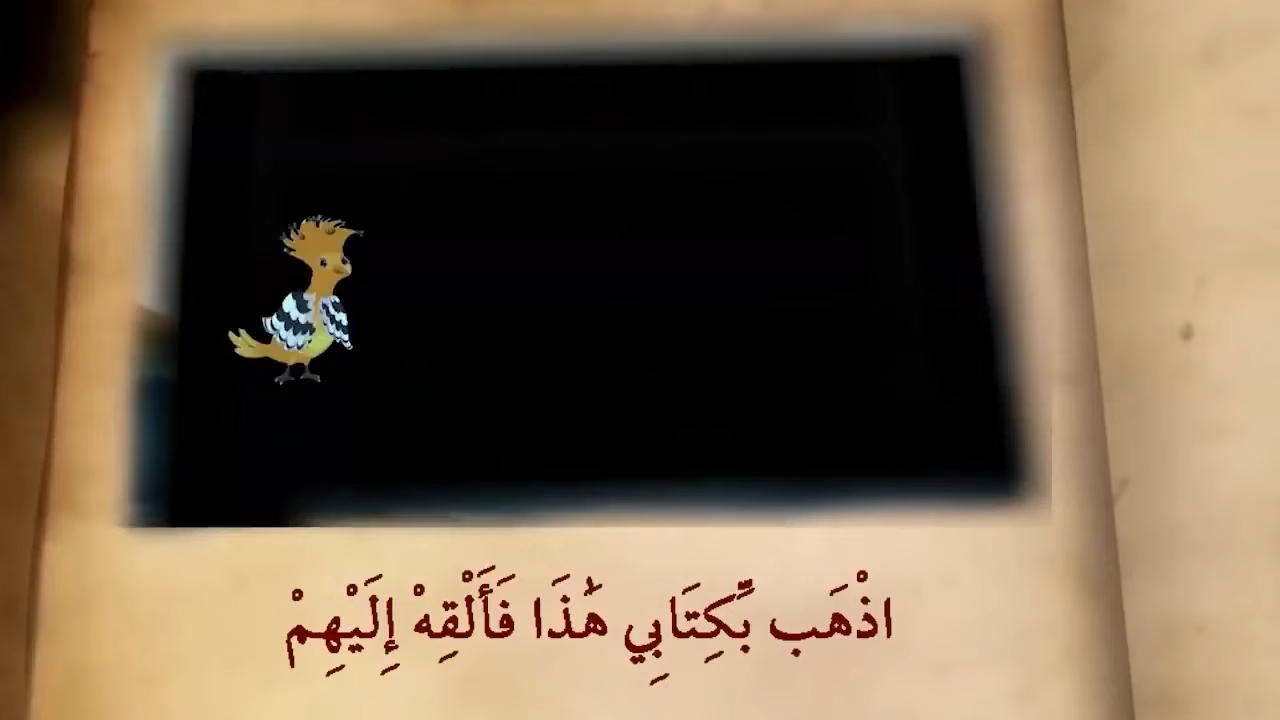 اذْهَب بِّكِتَابِي هَٰذَا فَأَلْقِهْ إِلَيْهِمْ